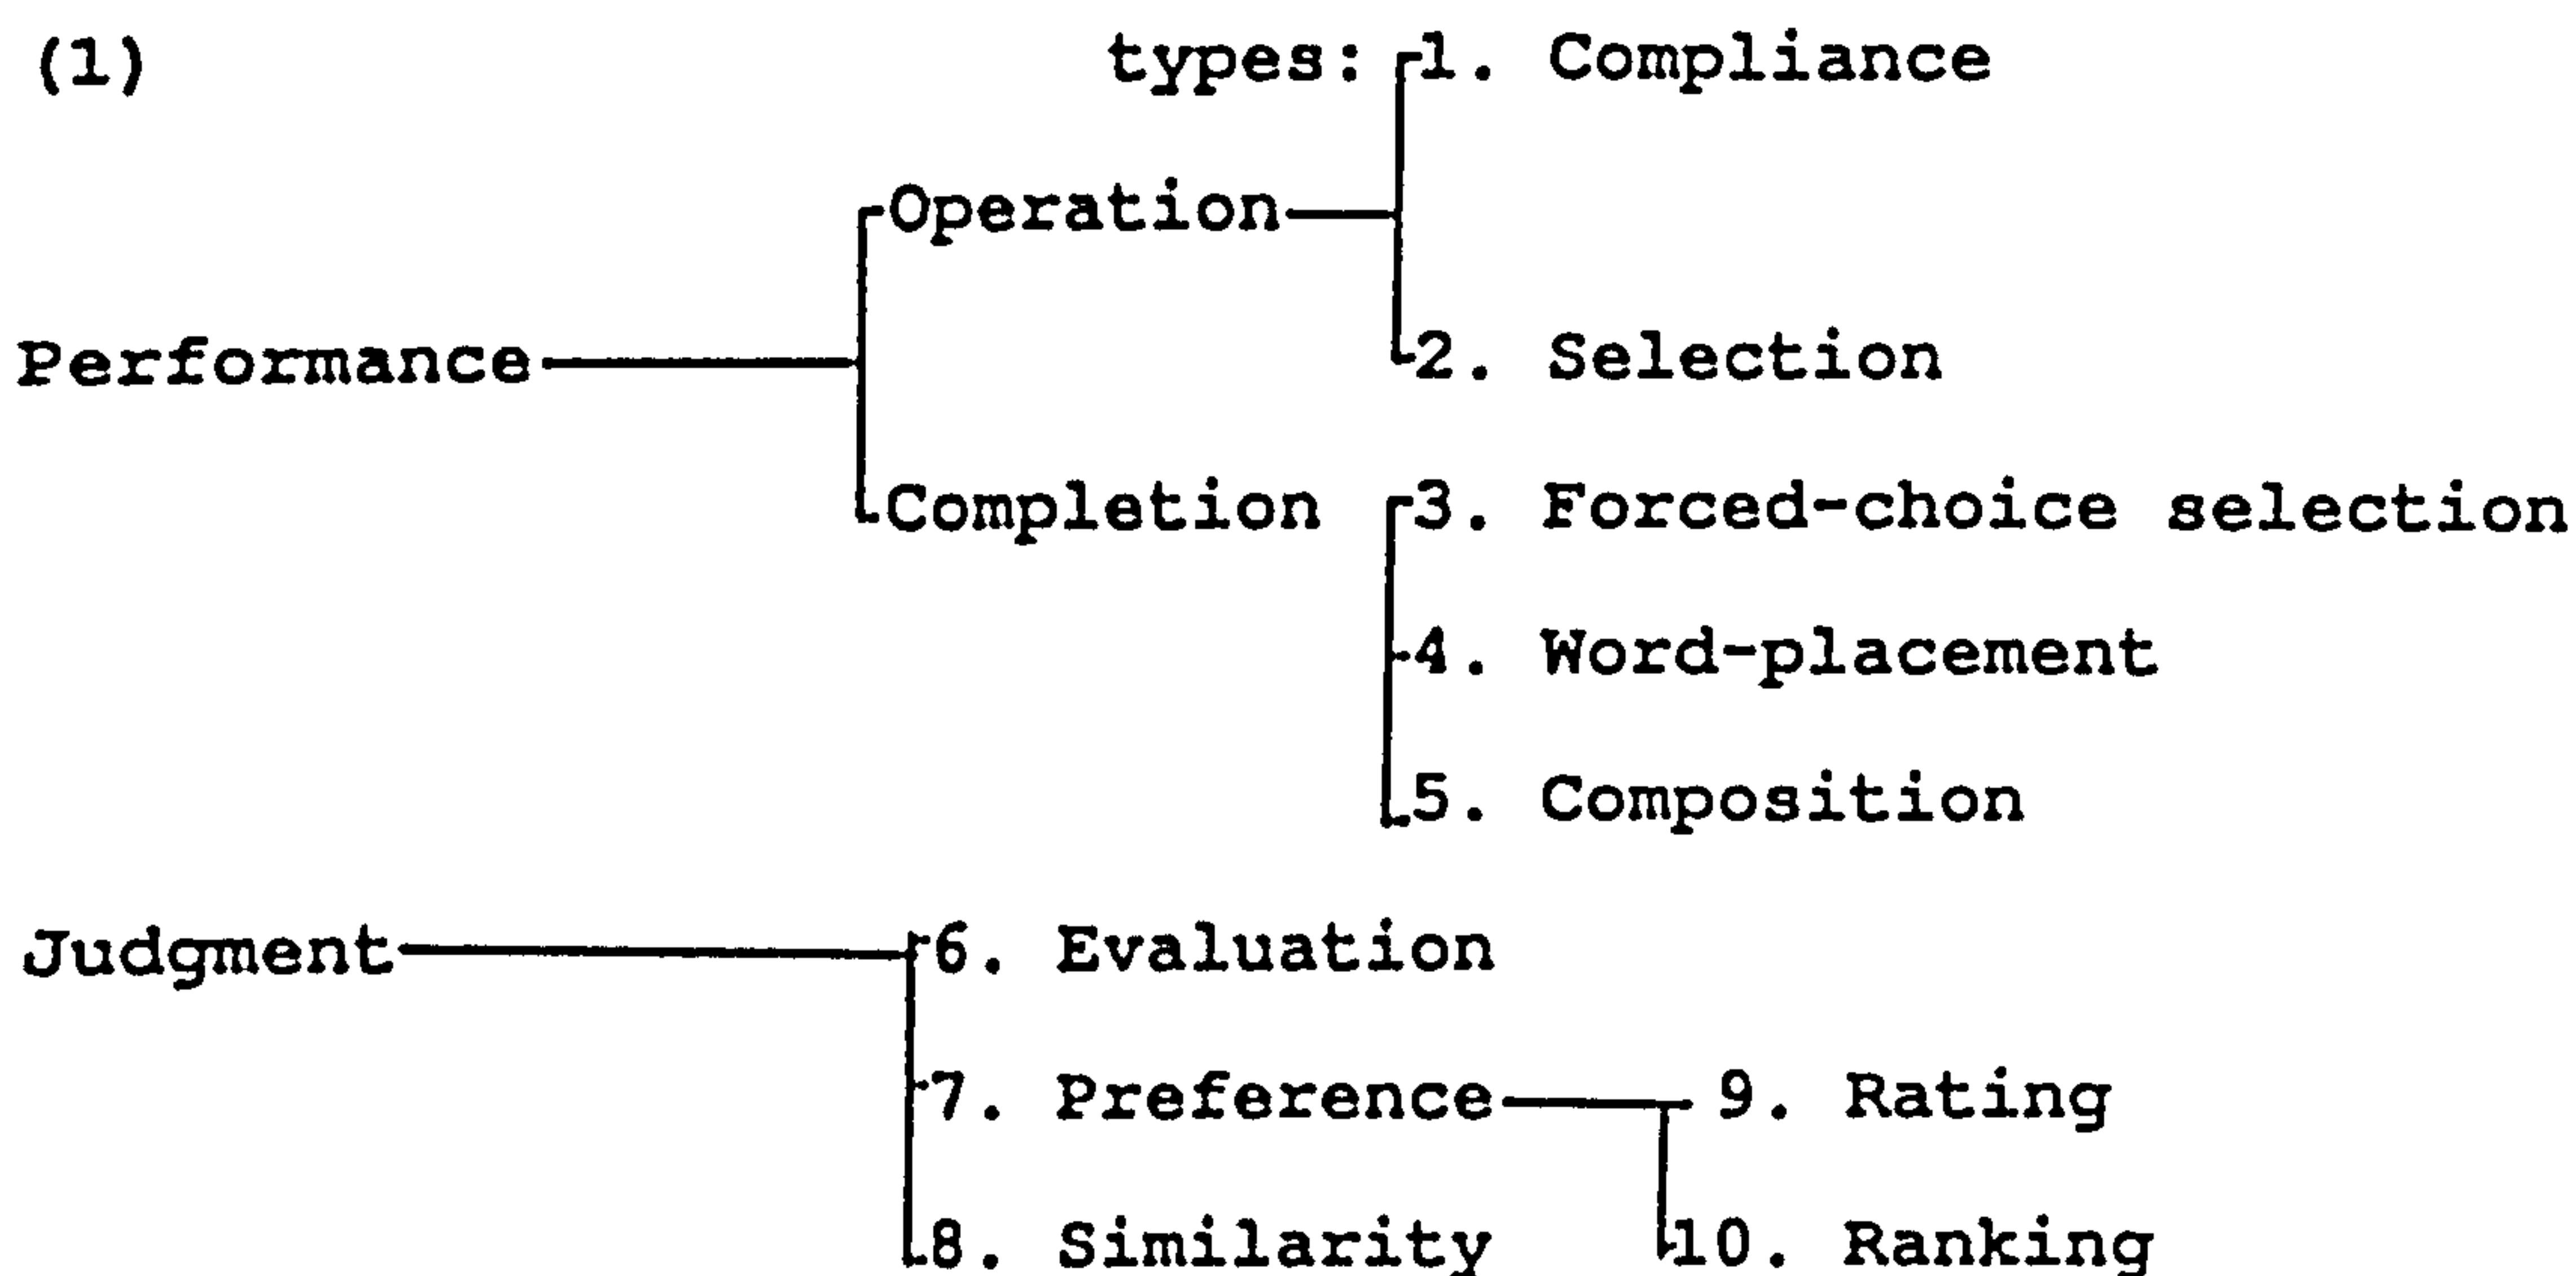 (1) types: 1. Compliance
Operation
2. Selection
Performance
Completion 3. Forced-choice selection
4. Word-placement
5. Composition
Judgment 6. Evaluation
7. Preference 9. Rating
8. Similarity 10. Ranking